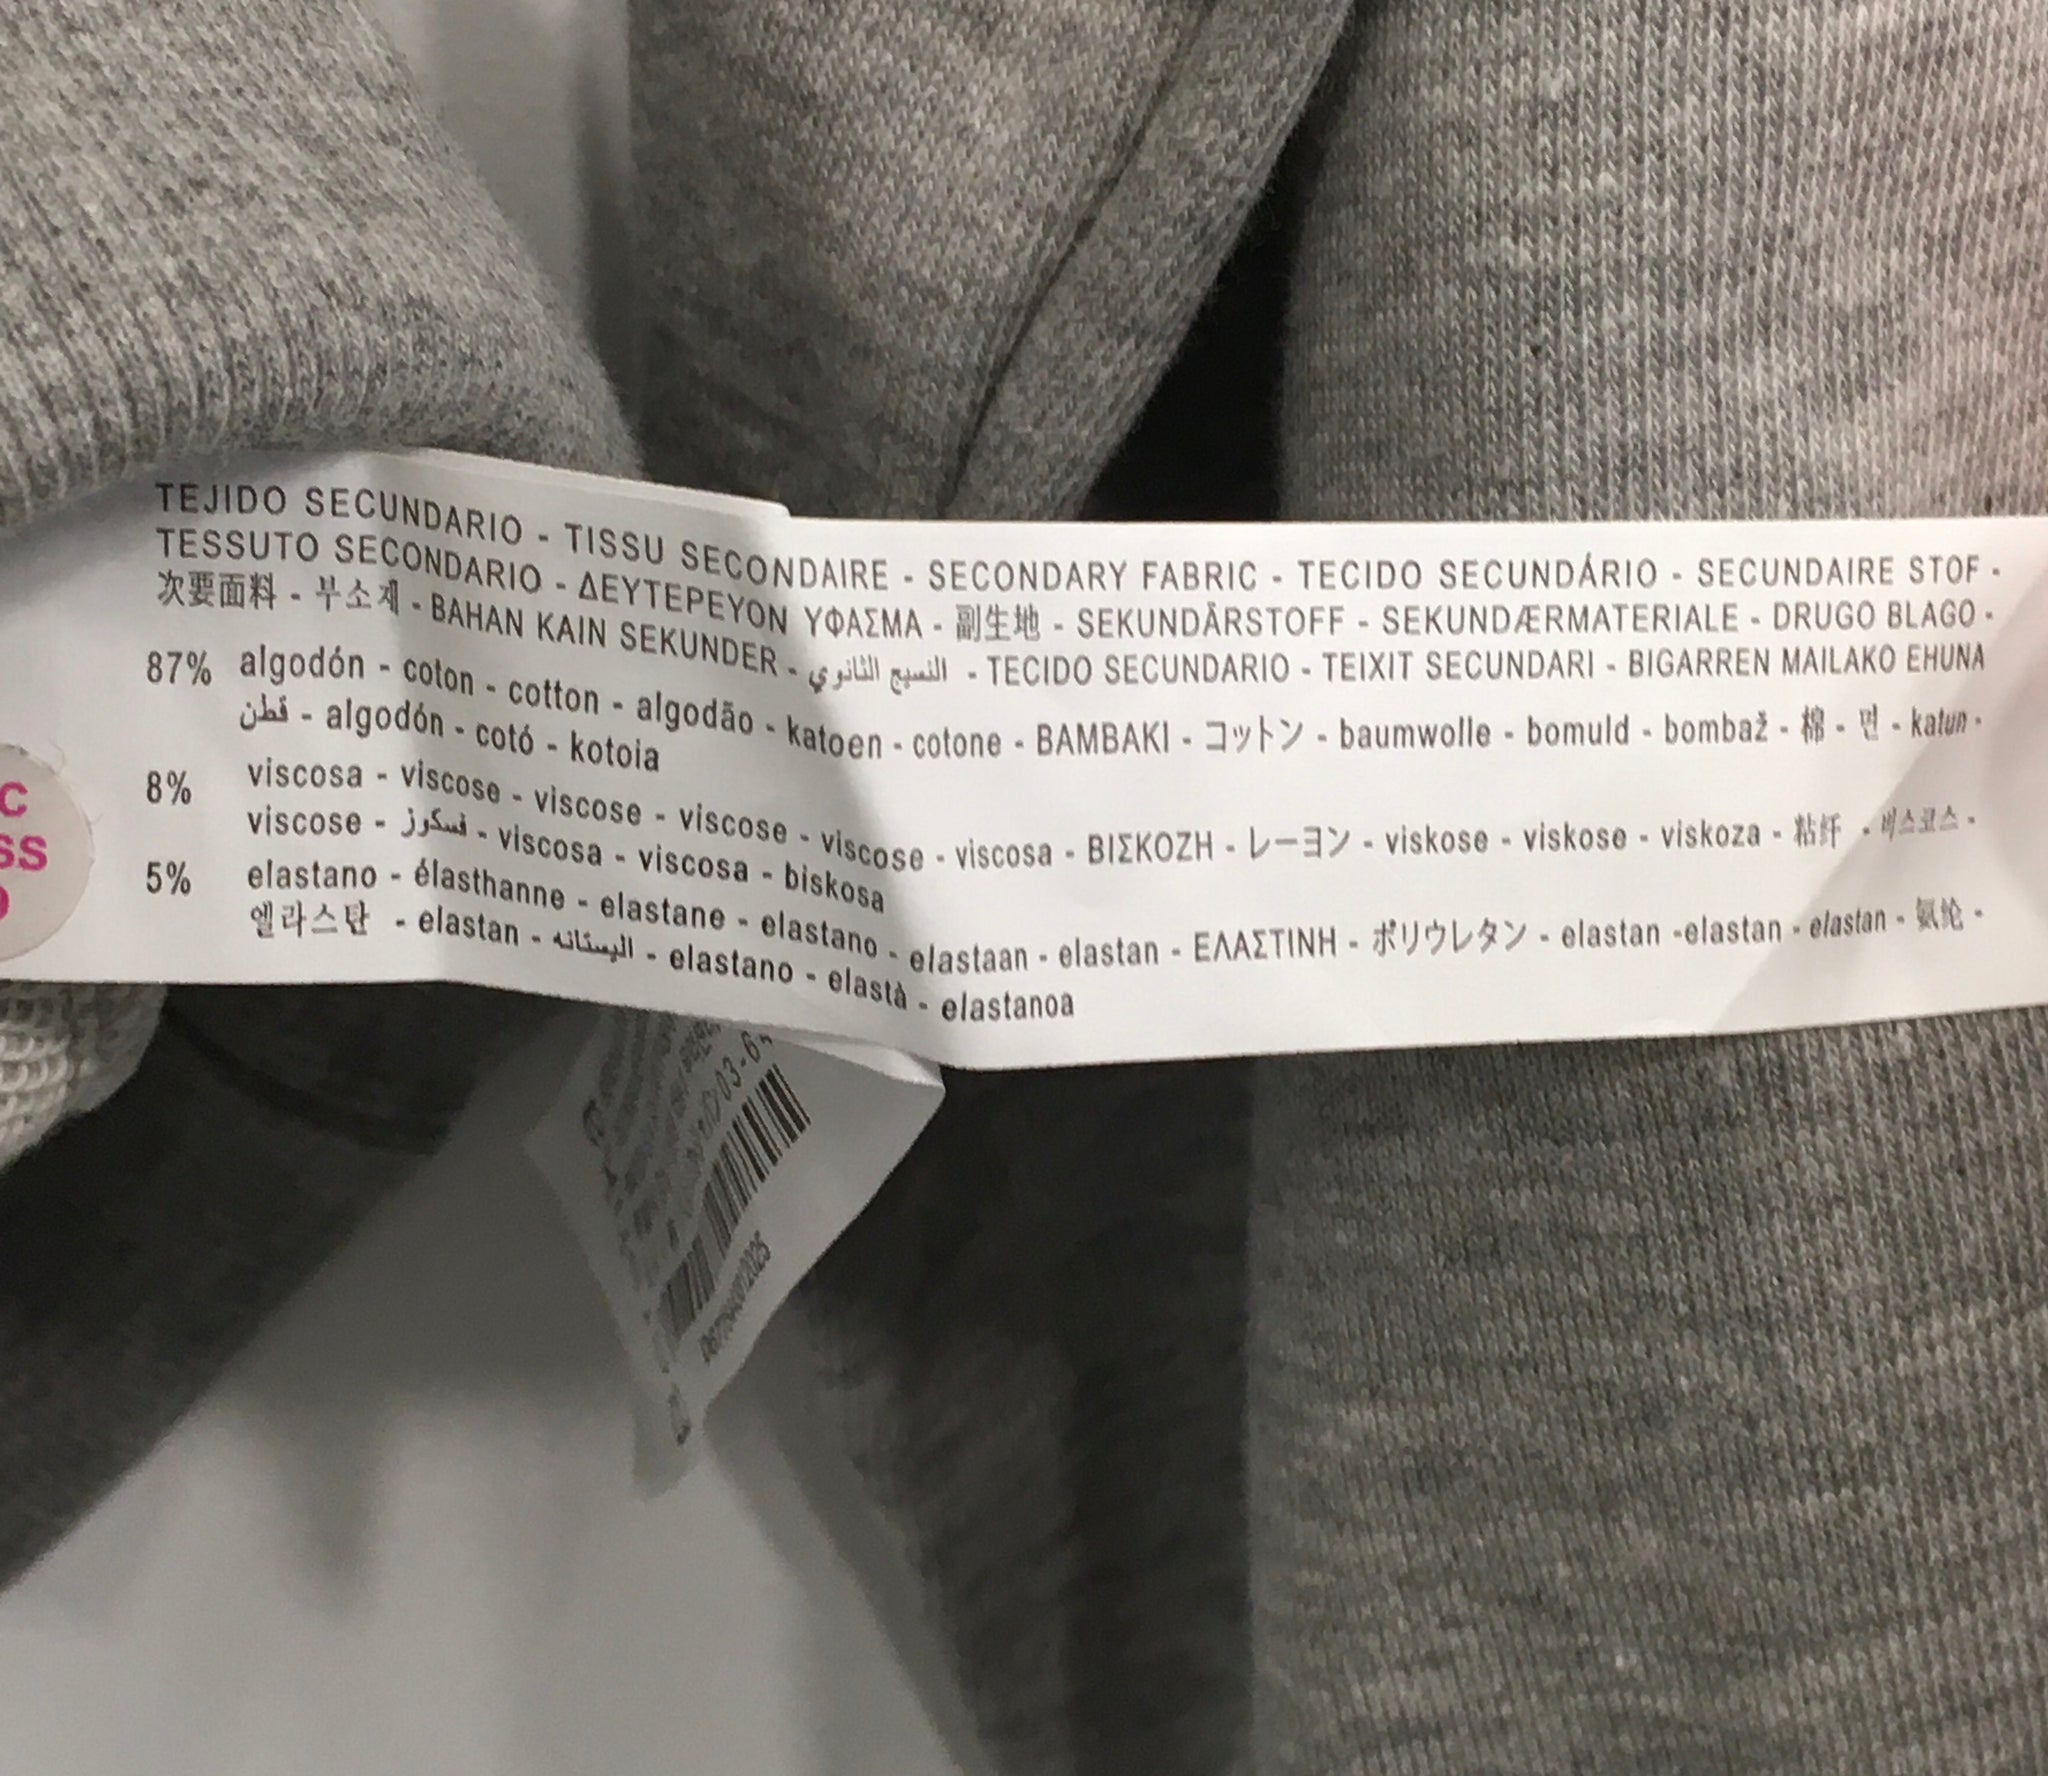 TEJIDO SECUNDARIO - TISSU SECONDAIRE - SECONDARY FABRIC - TECIDO SECUNDÁRIO - SECUNDAIRE STOF -
TESSUTO SECONDARIO - ΔΕΥΤΕΡΕΥΟΝ ΥΦΑΣΜΑ - 副生地 - SEKUNDÄRSTOFF - SEKUNDÆRMATERIALE - DRUGO BLAGO -
次要面料 - 부소재 - BAHAN KAIN SEKUNDER - النسيج الثانوي - TECIDO SECUNDARIO - TEIXIT SECUNDARI - BIGARREN MAILAKO EHUNA
87% algodón - coton - cotton - algodão - katoen - cotone - BAMBAKI - コットン - baumwolle - bomuld - bombaž - 棉 - 면 - katun -
قطن - algodón - cotó - kotoia
8% viscosa - viscose - viscose - viscose - viscose - viscosa - ΒΙΣΚΟΖΗ - レーヨン - viskose - viskose - viskoza - 粘纤 - 비스코스 -
viscose - فسكوز - viscosa - viscosa - biskosa
5% elastano - élasthanne - elastane - elastano - elastaan - elastan - ΕΛΑΣΤΙΝΗ - ポリウレタン - elastan -elastan - elastan - 氨纶 -
엘라스탄 - elastan - اليستانه - elastano - elastà - elastanoa
C
SS
03-6